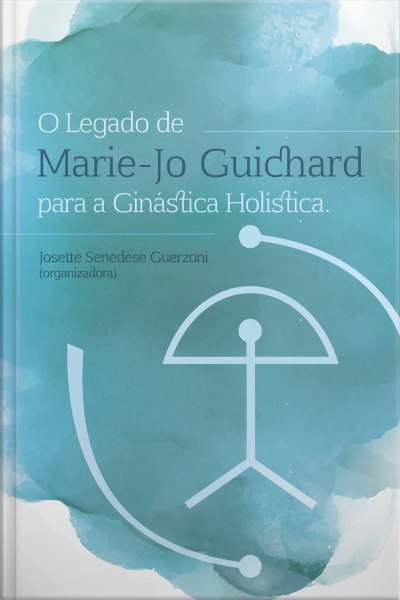 O Legado de
Marie-Jo Guichard
para a Ginástica Holística.
Josette Senedese Guerzoni
(organizadora)